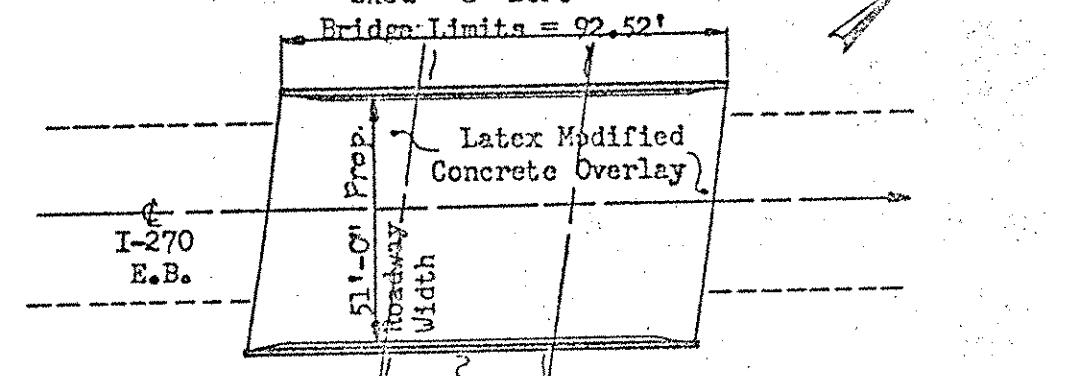 Bridge Limits = 92.52'
Latex Modified
Concrete Overlay
51'-0" Prop.
Roadway
Width
℄
I-270
E.B.